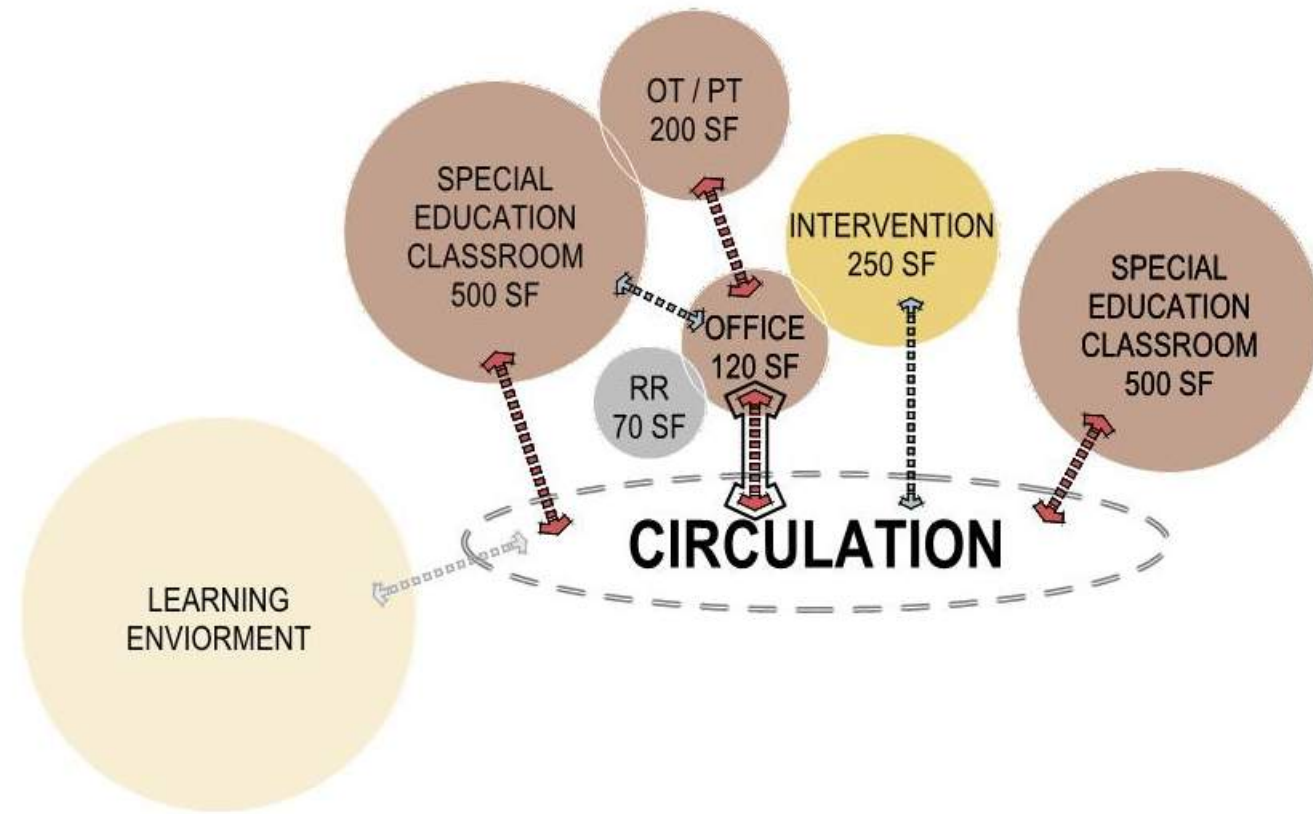 OT / PT
200 SF
SPECIAL
EDUCATION
CLASSROOM
500 SF
INTERVENTION
250 SF
SPECIAL
EDUCATION
CLASSROOM
500 SF
OFFICE
120 SF
RR
70 SF
CIRCULATION
LEARNING
ENVIORMENT